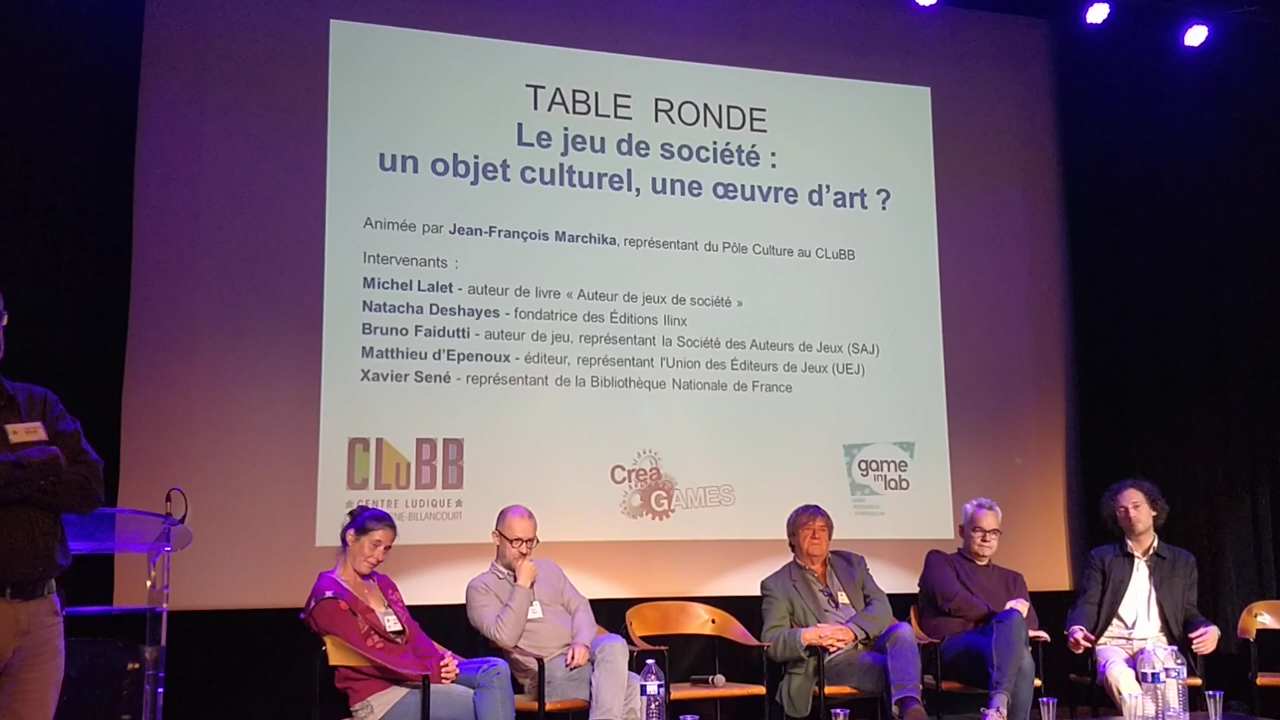 TABLE RONDE
Le jeu de société :
un objet culturel, une œuvre d’art ?
Animée par Jean-François Marchika, représentant du Pôle Culture au CLuBB
Intervenants :
Michel Lalet - auteur de livre « Auteur de jeux de société »
Natacha Deshayes - fondatrice des Éditions Ilinx
Bruno Faidutti - auteur de jeu, représentant la Société des Auteurs de Jeux (SAJ)
Matthieu d’Epenoux - éditeur, représentant l'Union des Éditeurs de Jeux (UEJ)
Xavier Sené - représentant de la Bibliothèque Nationale de France
CLuBB
CENTRE LUDIQUE
NE-BILLANCOURT
Crea
GAMES
game
in
lab